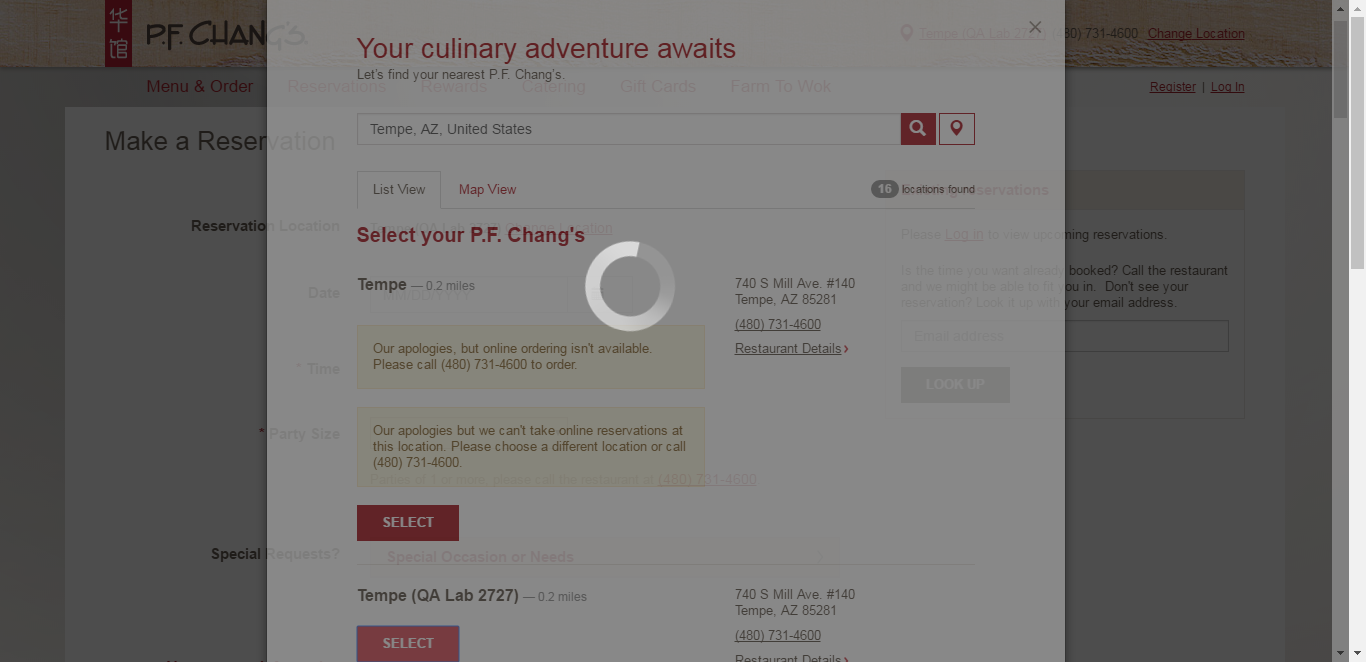 华
馆
P.F. CHANG'S
Tempe (QA Lab 2727) (480) 731-4600 Change Location
Menu & Order Reservations Rewards Catering Gift Cards Farm To Wok
Register | Log In
Your culinary adventure awaits
Let's find your nearest P.F. Chang's.
Make a Reservation
Tempe, AZ, United States
List View Map View
16 locations found
Reservations
Reservation Location
Tempe (QA Lab 2727) Change Location
Select your P.F. Chang's
Please Log in to view upcoming reservations.
Is the time you want already booked? Call the restaurant
and we might be able to fit you in. Don't see your
reservation? Look it up with your email address.
Email address
LOOK UP
Date
MM/DD/YYYY
* Time
* Party Size
Tempe — 0.2 miles
740 S Mill Ave. #140
Tempe, AZ 85281
(480) 731-4600
Restaurant Details ›
Our apologies, but online ordering isn't available.
Please call (480) 731-4600 to order.
Our apologies but we can't take online reservations at
this location. Please choose a different location or call
(480) 731-4600.
please call the restaurant at (480) 731-4600
SELECT
Special Requests?
Special Occasion or Needs
Tempe (QA Lab 2727) — 0.2 miles
740 S Mill Ave. #140
Tempe, AZ 85281
(480) 731-4600
Restaurant Details ›
SELECT